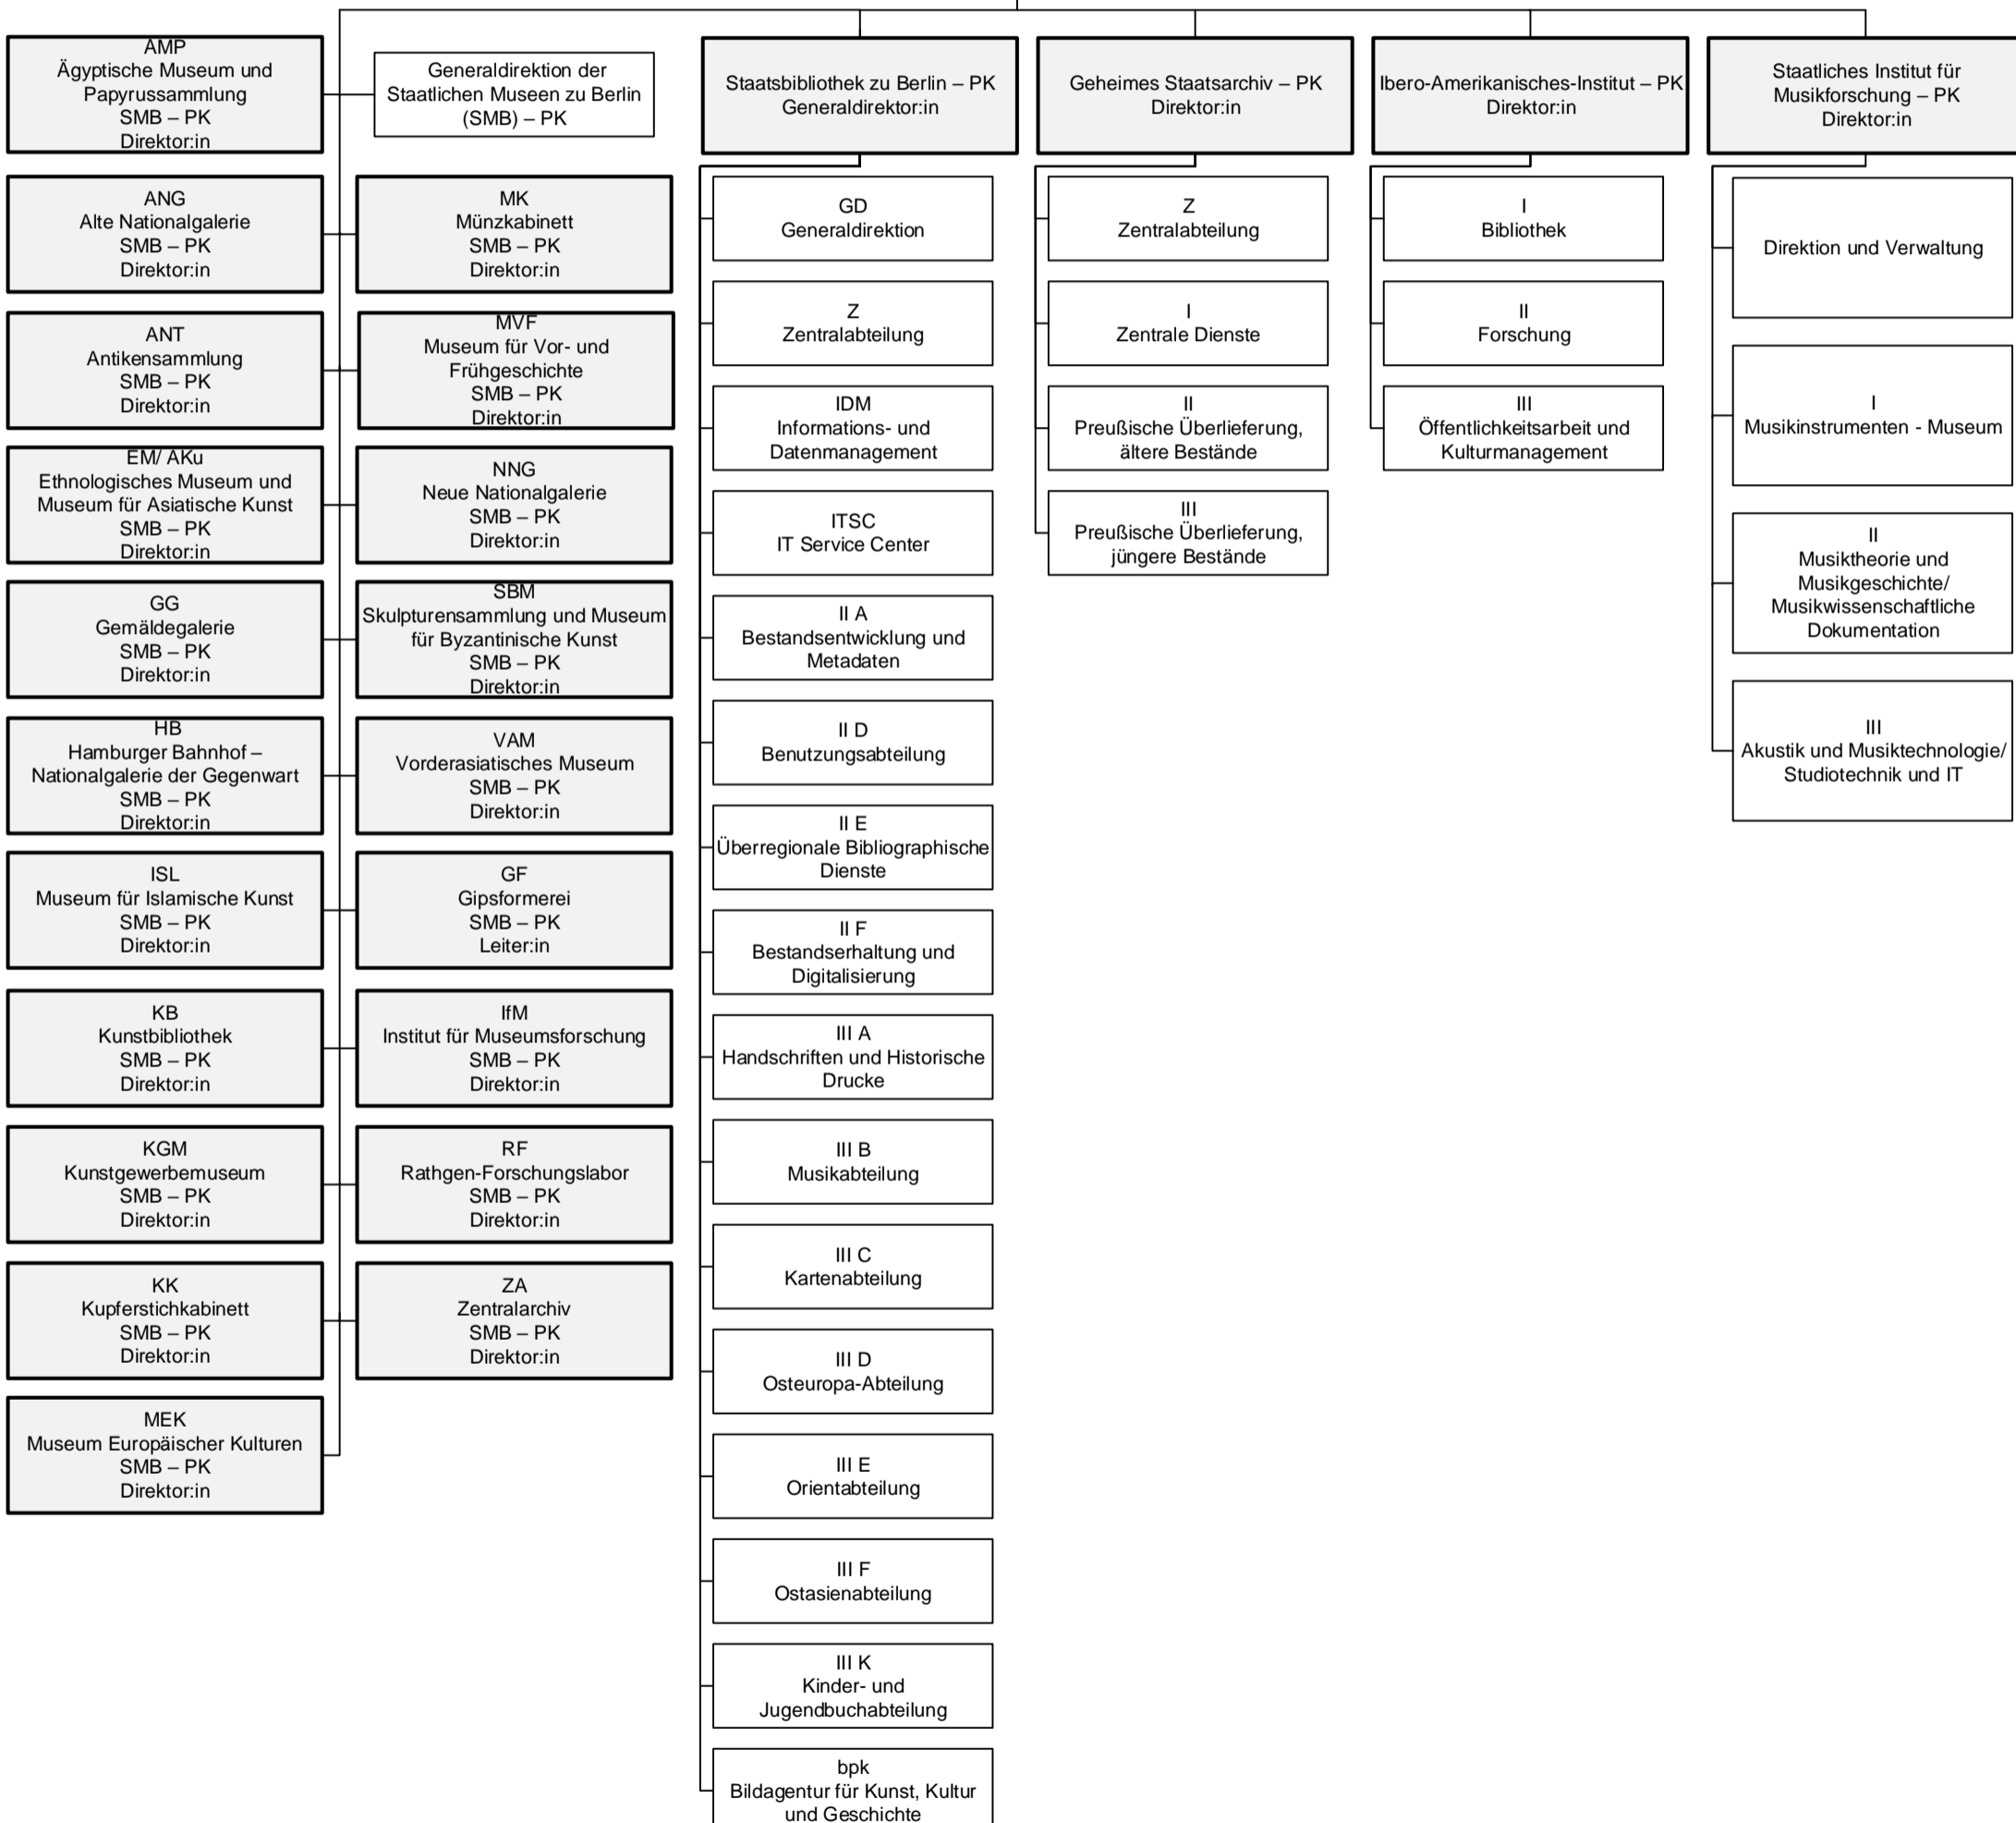 AMP
Ägyptische Museum und
Papyrussammlung
SMB – PK
Direktor:in
ANG
Alte Nationalgalerie
SMB – PK
Direktor:in
ANT
Antikensammlung
SMB – PK
Direktor:in
EM/ AKu
Ethnologisches Museum und
Museum für Asiatische Kunst
SMB – PK
Direktor:in
GG
Gemäldegalerie
SMB – PK
Direktor:in
HB
Hamburger Bahnhof –
Nationalgalerie der Gegenwart
SMB – PK
Direktor:in
ISL
Museum für Islamische Kunst
SMB – PK
Direktor:in
KB
Kunstbibliothek
SMB – PK
Direktor:in
KGM
Kunstgewerbemuseum
SMB – PK
Direktor:in
KK
Kupferstichkabinett
SMB – PK
Direktor:in
MEK
Museum Europäischer Kulturen
SMB – PK
Direktor:in
Generaldirektion der
Staatlichen Museen zu Berlin
(SMB) – PK
MK
Münzkabinett
SMB – PK
Direktor:in
MVF
Museum für Vor- und
Frühgeschichte
SMB – PK
Direktor:in
NNG
Neue Nationalgalerie
SMB – PK
Direktor:in
SBM
Skulpturensammlung und Museum
für Byzantinische Kunst
SMB – PK
Direktor:in
VAM
Vorderasiatisches Museum
SMB – PK
Direktor:in
GF
Gipsformerei
SMB – PK
Leiter:in
IfM
Institut für Museumsforschung
SMB – PK
Direktor:in
RF
Rathgen-Forschungslabor
SMB – PK
Direktor:in
ZA
Zentralarchiv
SMB – PK
Direktor:in
Staatsbibliothek zu Berlin – PK
Generaldirektor:in
GD
Generaldirektion
Z
Zentralabteilung
IDM
Informations- und
Datenmanagement
ITSC
IT Service Center
II A
Bestandsentwicklung und
Metadaten
II D
Benutzungsabteilung
II E
Überregionale Bibliographische
Dienste
II F
Bestandserhaltung und
Digitalisierung
III A
Handschriften und Historische
Drucke
III B
Musikabteilung
III C
Kartenabteilung
III D
Osteuropa-Abteilung
III E
Orientabteilung
III F
Ostasienabteilung
III K
Kinder- und
Jugendbuchabteilung
bpk
Bildagentur für Kunst, Kultur
und Geschichte
Geheimes Staatsarchiv – PK
Direktor:in
Z
Zentralabteilung
I
Zentrale Dienste
II
Preußische Überlieferung,
ältere Bestände
III
Preußische Überlieferung,
jüngere Bestände
Ibero-Amerikanisches-Institut – PK
Direktor:in
I
Bibliothek
II
Forschung
III
Öffentlichkeitsarbeit und
Kulturmanagement
Staatliches Institut für
Musikforschung – PK
Direktor:in
Direktion und Verwaltung
I
Musikinstrumenten - Museum
II
Musiktheorie und
Musikgeschichte/
Musikwissenschaftliche
Dokumentation
III
Akustik und Musiktechnologie/
Studiotechnik und IT